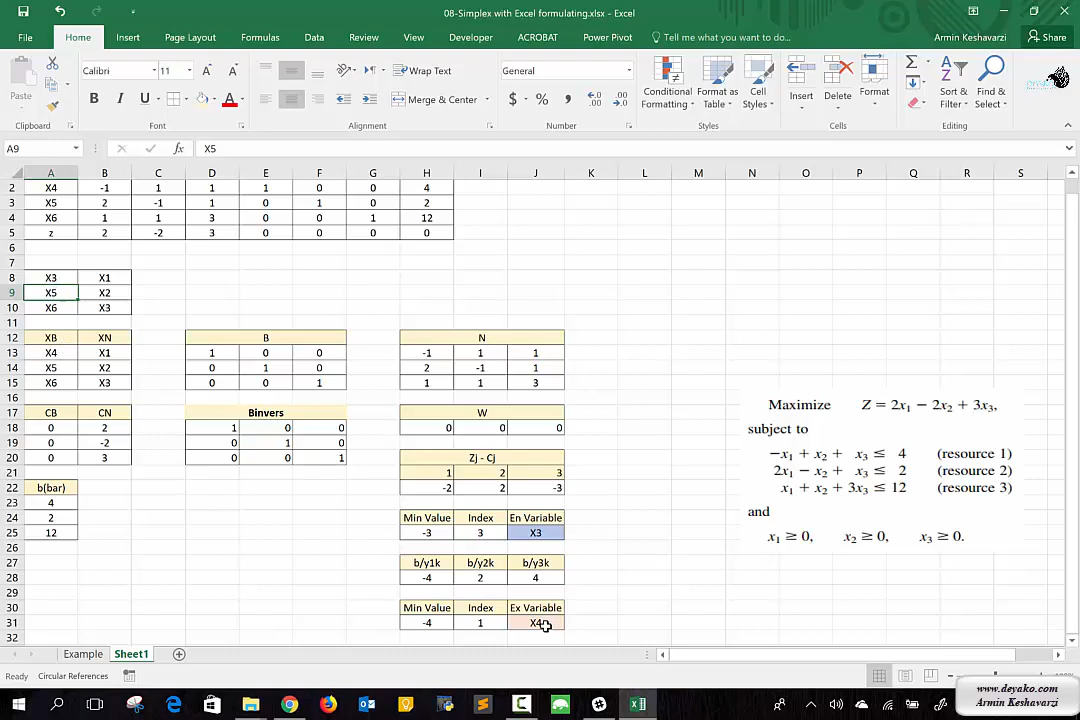 08-Simplex with Excel formulating.xlsx - Excel
Armin Keshavarzi
Share
File Home Insert Page Layout Formulas Data Review View Developer ACROBAT Power Pivot Tell me what you want to do...
Paste
Calibri 11
Wrap Text
General
B I U
Merge & Center
$ % ,
Conditional Formatting
Format as Table
Cell Styles
Insert Delete Format
Sort & Filter
Find & Select
Clipboard Font Alignment Number Styles Cells Editing
A9 fx X5
A B C D E F G H I J K L M N O P Q R S
2 X4 -1 1 1 1 0 0 4
3 X5 2 -1 1 0 1 0 2
4 X6 1 1 3 0 0 1 12
5 z 2 -2 3 0 0 0 0
6
7
8 X3 X1
9 X5 X2
10 X6 X3
11
12 XB XN B N
13 X4 X1 1 0 0 -1 1 1
14 X5 X2 0 1 0 2 -1 1
15 X6 X3 0 0 1 1 1 3
16
17 CB CN Binvers W
18 0 2 1 0 0 0 0 0
19 0 -2 0 1 0
20 0 3 0 0 1 Zj - Cj
21 1 2 3
22 b(bar) -2 2 -3
23 4
24 2 Min Value Index En Variable
25 12 -3 3 X3
26
27 b/y1k b/y2k b/y3k
28 -4 2 4
29
30 Min Value Index Ex Variable
31 -4 1 X4
32
Maximize Z = 2x₁ − 2x₂ + 3x₃,
subject to
−x₁ + x₂ + x₃ ≤ 4 (resource 1)
2x₁ − x₂ + x₃ ≤ 2 (resource 2)
x₁ + x₂ + 3x₃ ≤ 12 (resource 3)
and
x₁ ≥ 0, x₂ ≥ 0, x₃ ≥ 0.
Example Sheet1
Ready Circular References
www.deyako.com
Armin Keshavarzi